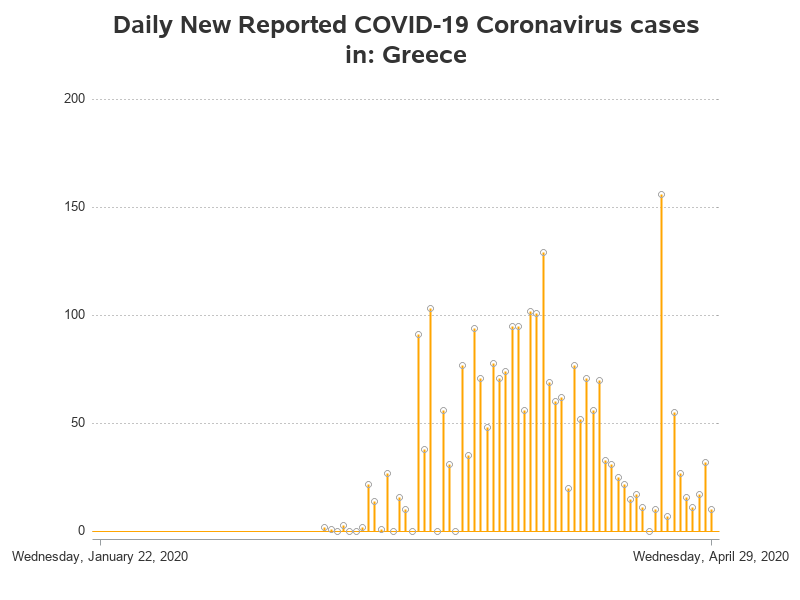 Daily New Reported COVID-19 Coronavirus cases
in: Greece
200
150
100
50
0
Wednesday, January 22, 2020
Wednesday, April 29, 2020